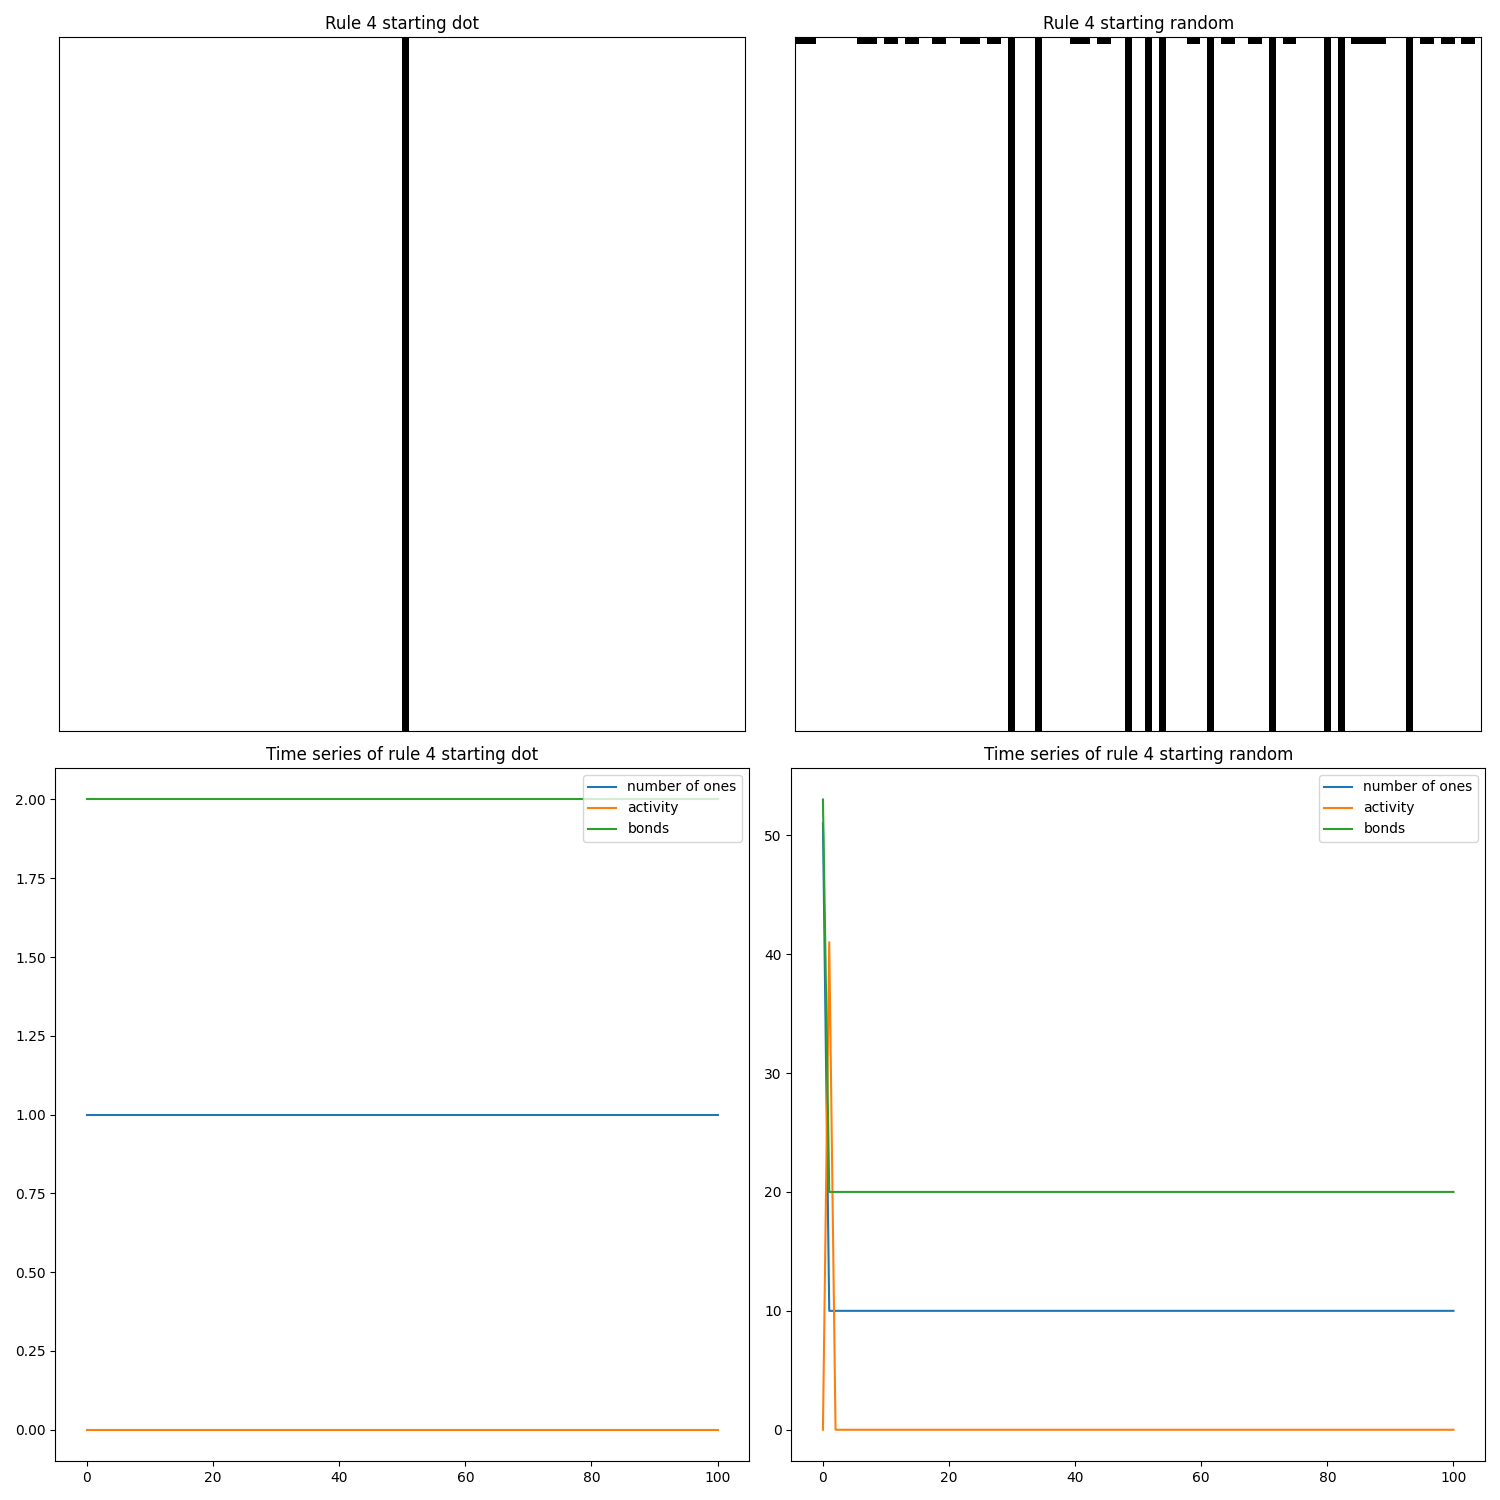 Rule 4 starting dot
Rule 4 starting random
Time series of rule 4 starting dot
number of ones
activity
bonds
2.00
1.75
1.50
1.25
1.00
0.75
0.50
0.25
0.00
0 20 40 60 80 100
Time series of rule 4 starting random
number of ones
activity
bonds
50
40
30
20
10
0
0 20 40 60 80 100